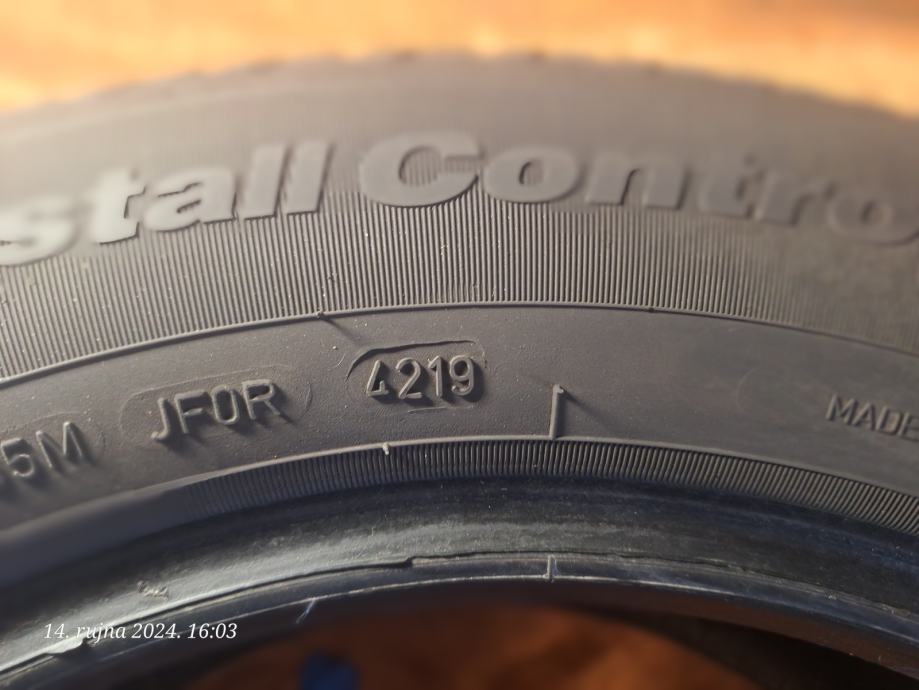 stall Contro
5M JF0R 4219
MADE
14. rujna 2024. 16:03